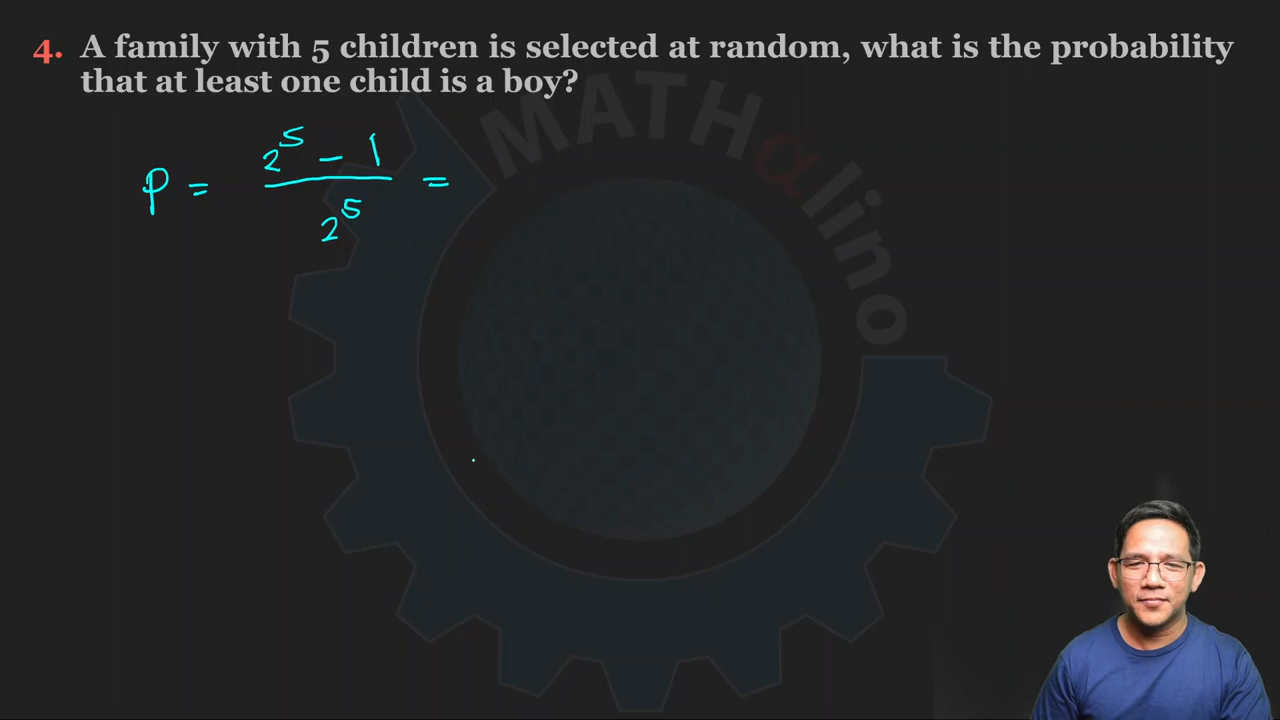 4. A family with 5 children is selected at random, what is the probability
that at least one child is a boy?
MATHalino
P = (2^5 - 1) / 2^5 =